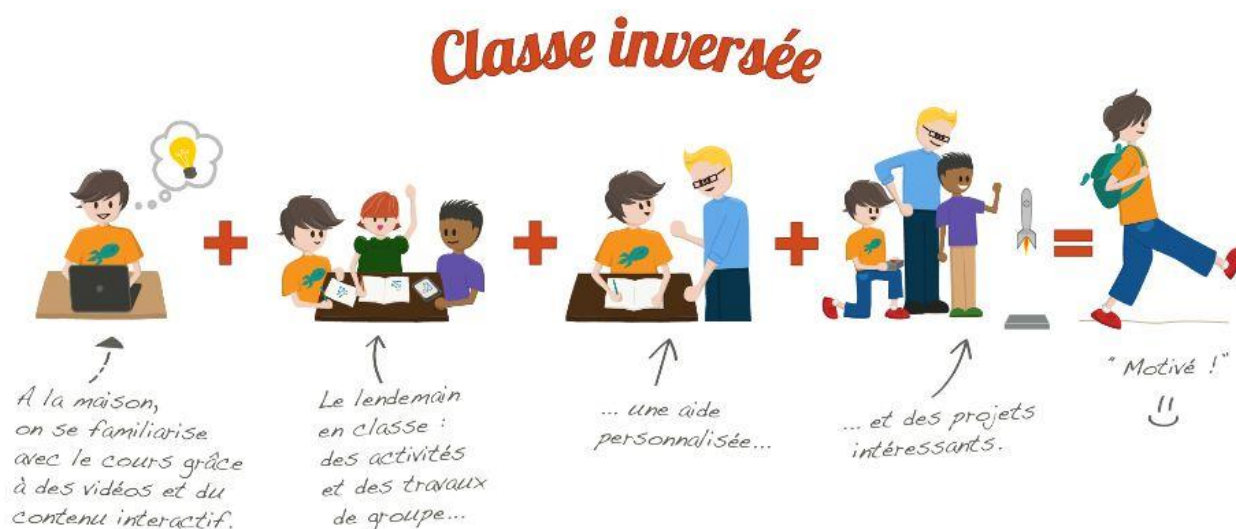 Classe inversée
A la maison,
on se familiarise
avec le cours grâce
à des vidéos et du
contenu interactif.
Le lendemain
en classe :
des activités
et des travaux
de groupe...
... une aide
personnalisée...
... et des projets
intéressants.
" Motivé ! "